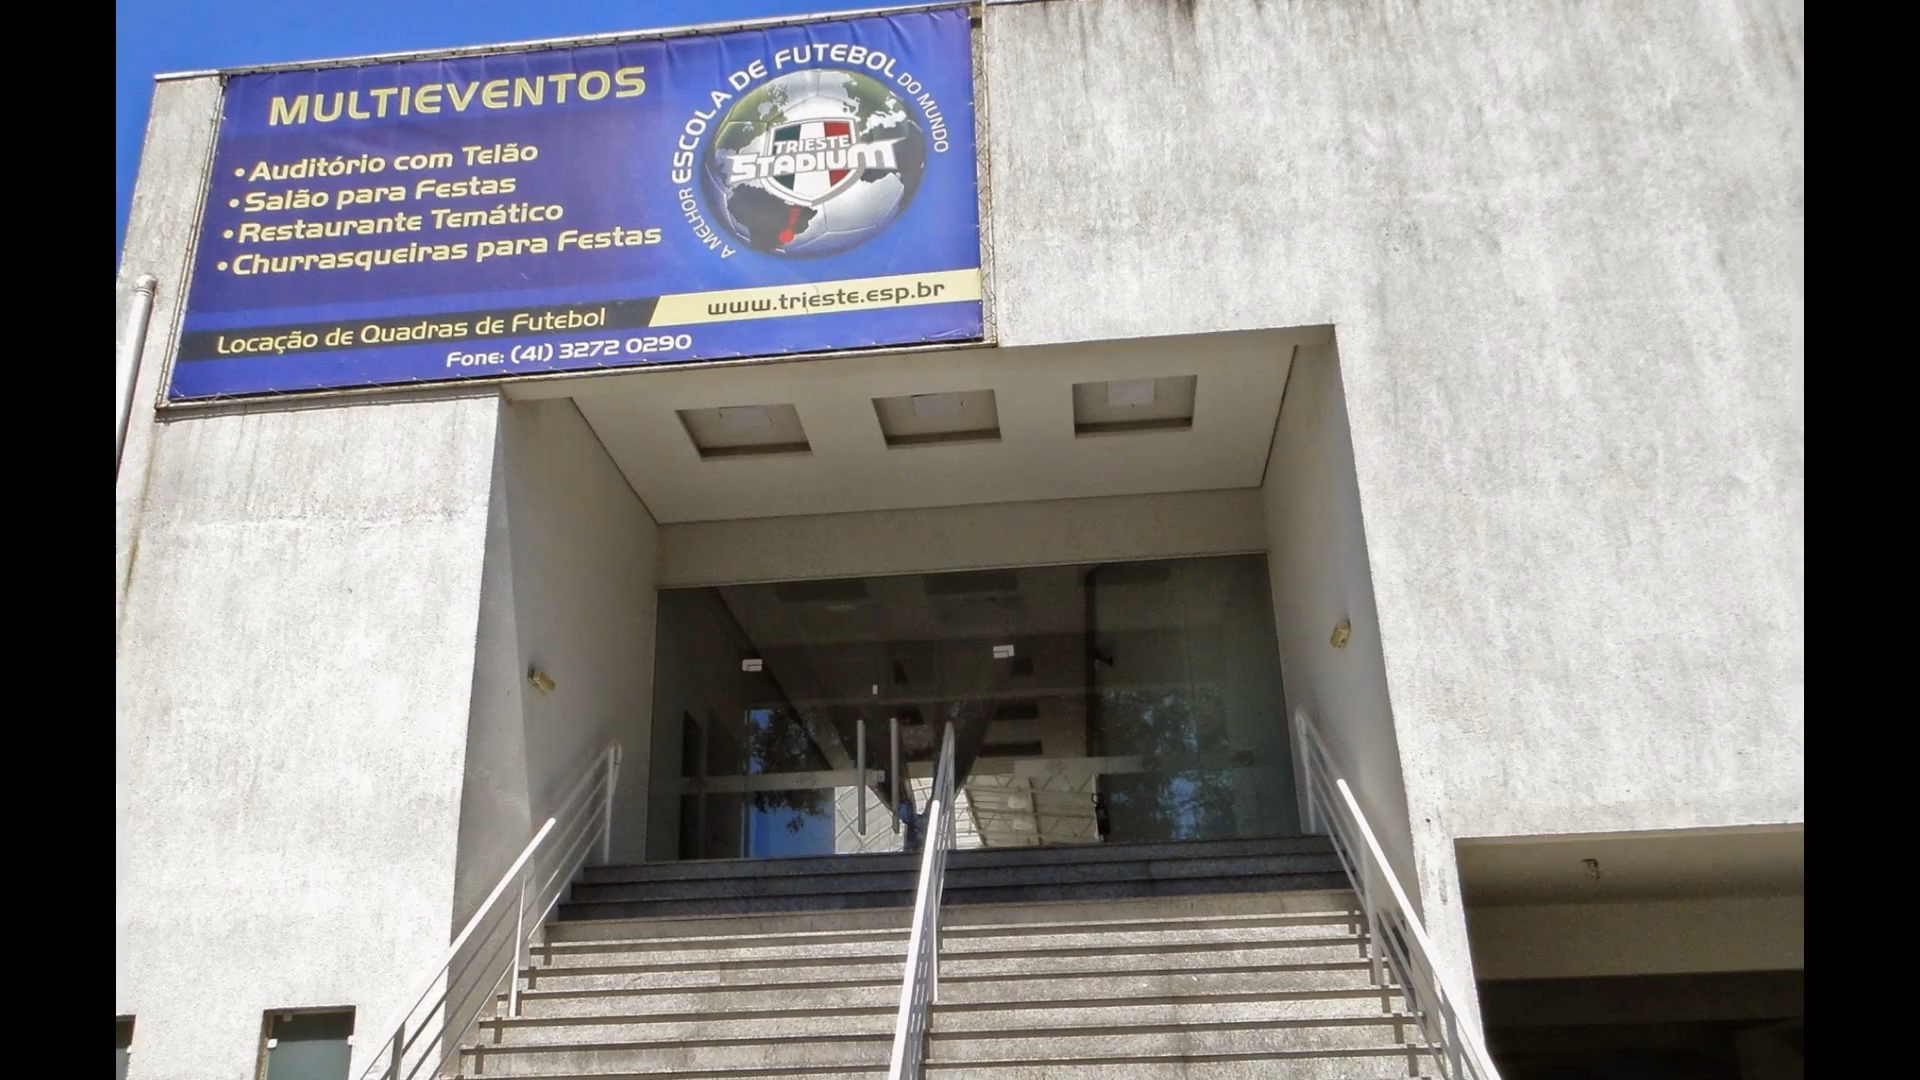 MULTIEVENTOS
• Auditório com Telão
• Salão para Festas
• Restaurante Temático
• Churrasqueiras para Festas
A MELHOR ESCOLA DE FUTEBOL DO MUNDO
TRIESTE
STADIUM
www.trieste.esp.br
Locação de Quadras de Futebol
Fone: (41) 3272 0290